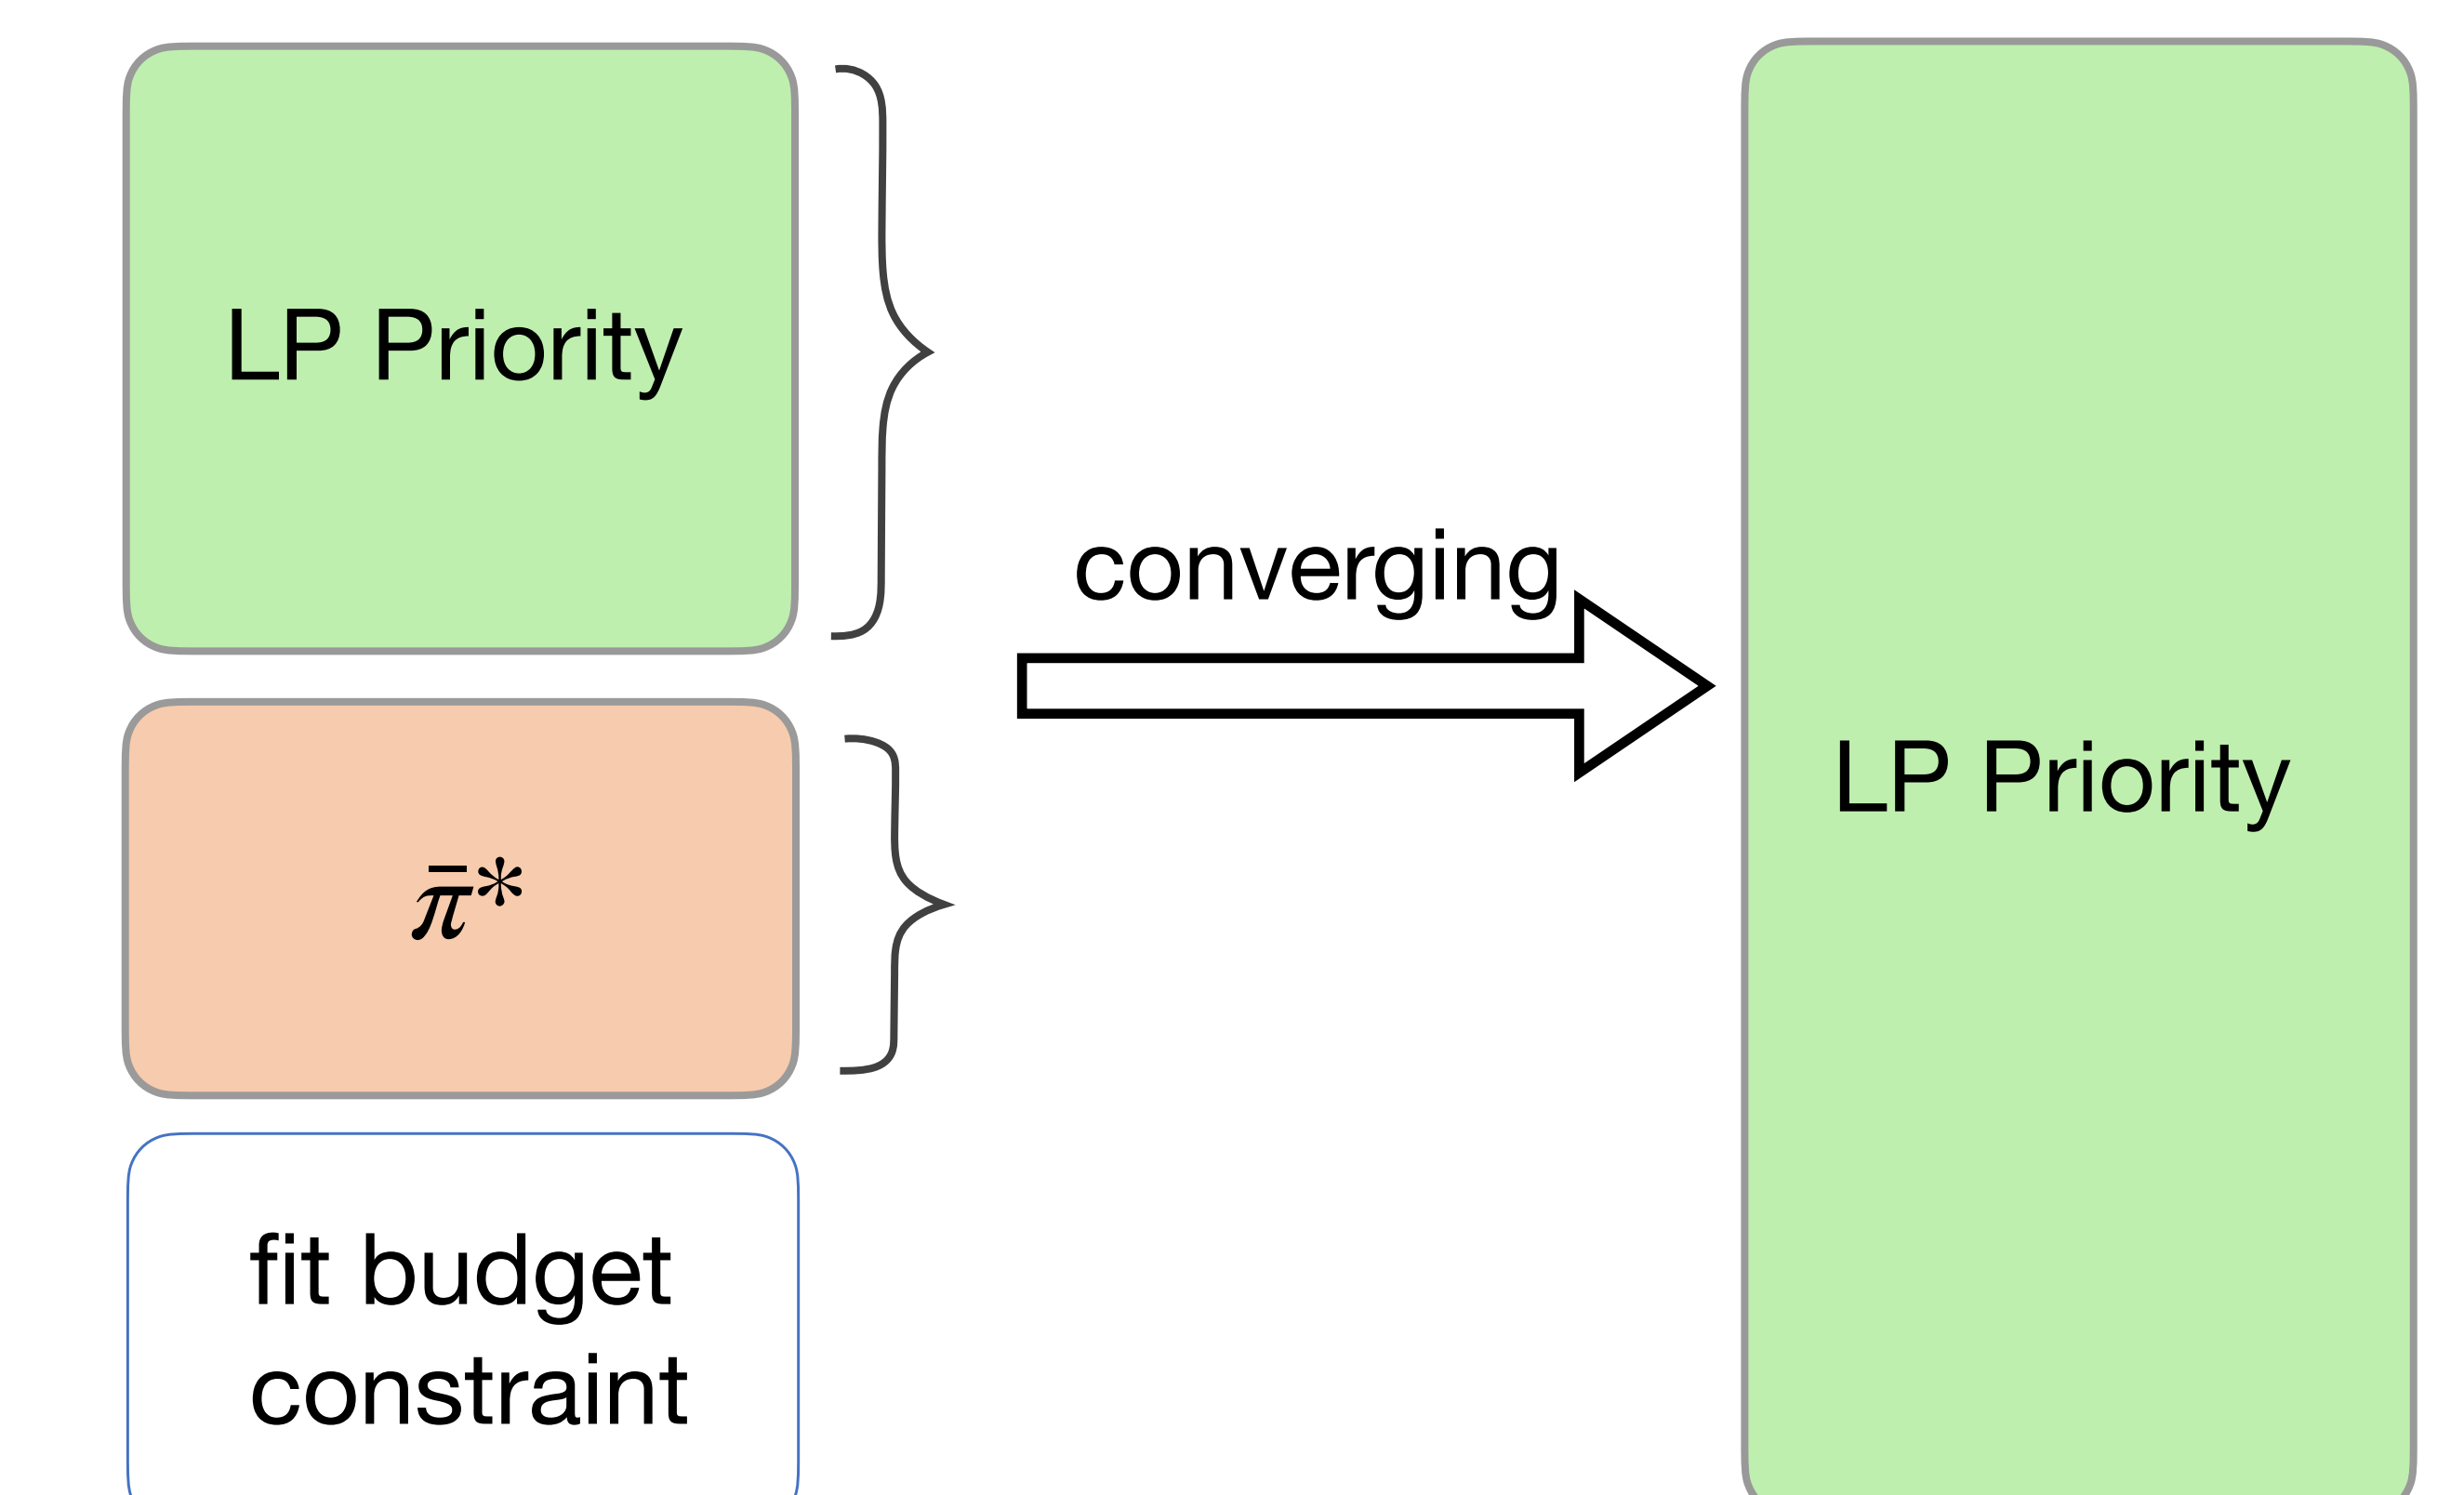 LP Priority
converging
π̄*
LP Priority
fit budget
constraint